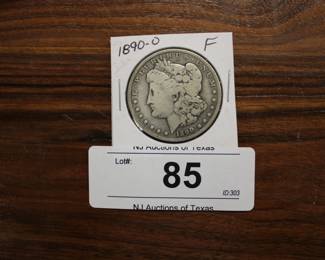 1890-O F
NJ Auctions of Texas
Lot#:
85
ID:303
NJ Auctions of Texas